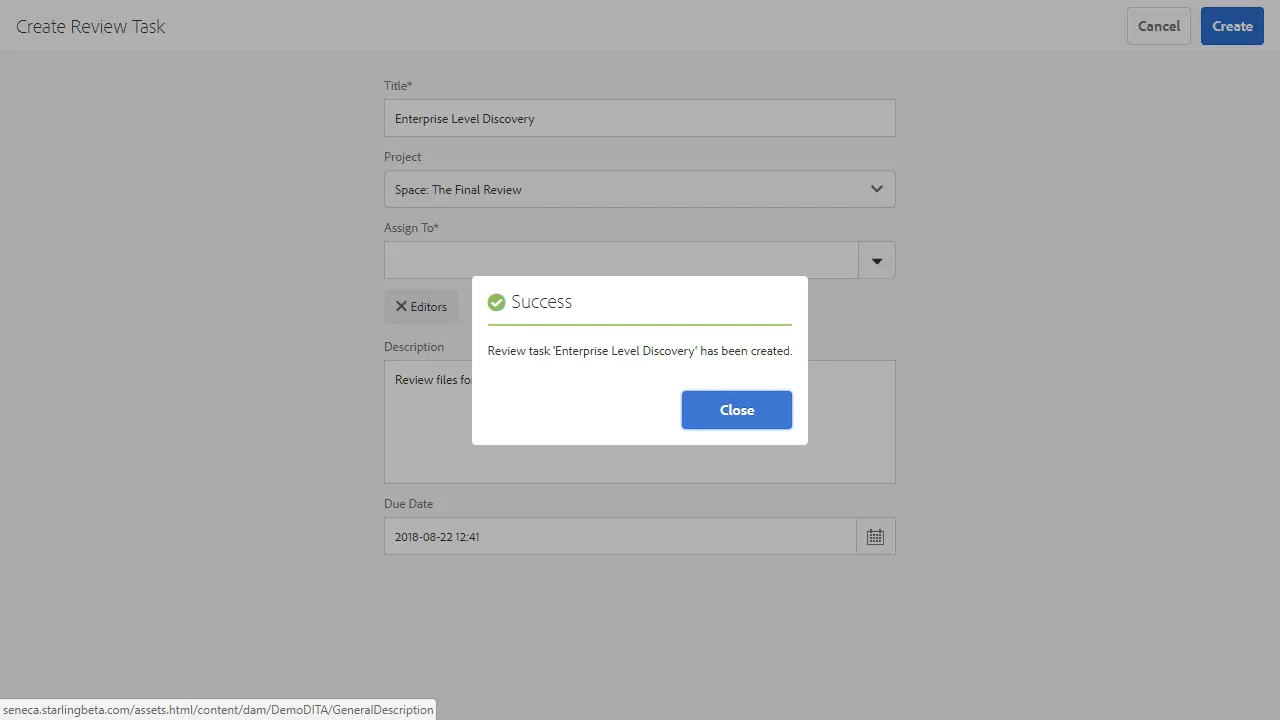 Create Review Task
Cancel
Create
Title*
Enterprise Level Discovery
Project
Space: The Final Review
Assign To*
Editors
Success
Review task 'Enterprise Level Discovery' has been created.
Close
Description
Review files
Due Date
2018-08-22 12:41
seneca.starlingbeta.com/assets.html/content/dam/DemoDITA/GeneralDescription